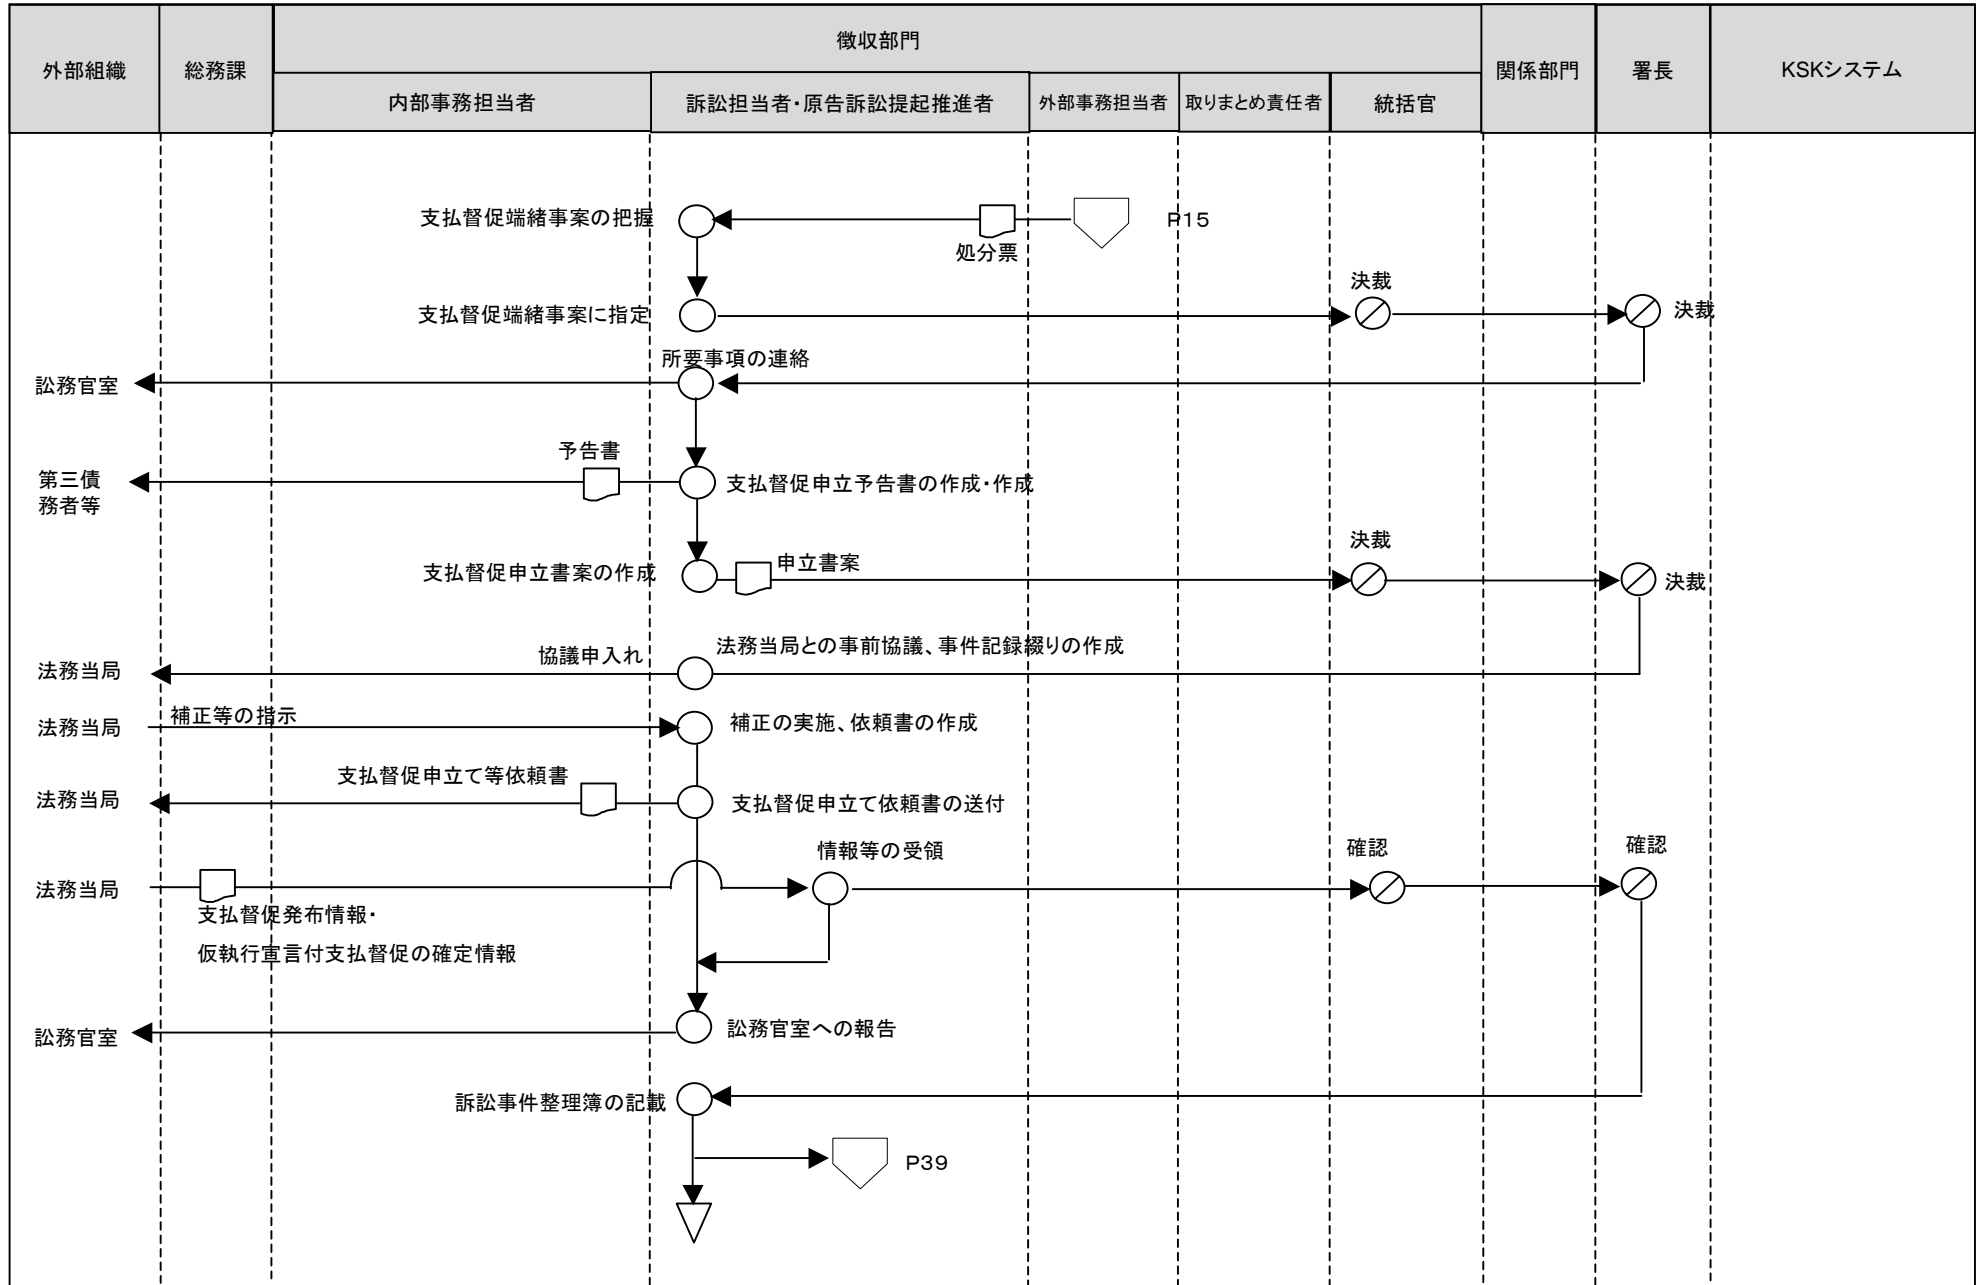 徴収部門
外部組織
総務課
関係部門
署長
KSKシステム
内部事務担当者
訴訟担当者・原告訴訟提起推進者
外部事務担当者
取りまとめ責任者
統括官
支払督促端緒事案の把握
P15
処分票
決裁
支払督促端緒事案に指定
決裁
所要事項の連絡
訟務官室
予告書
第三債
務者等
支払督促申立予告書の作成・作成
決裁
支払督促申立書案の作成
申立書案
決裁
法務当局との事前協議、事件記録綴りの作成
協議申入れ
法務当局
補正等の指示
法務当局
補正の実施、依頼書の作成
支払督促申立て等依頼書
法務当局
支払督促申立て依頼書の送付
情報等の受領
確認
確認
法務当局
支払督促発布情報・
仮執行宣言付支払督促の確定情報
訟務官室
訟務官室への報告
訴訟事件整理簿の記載
P39